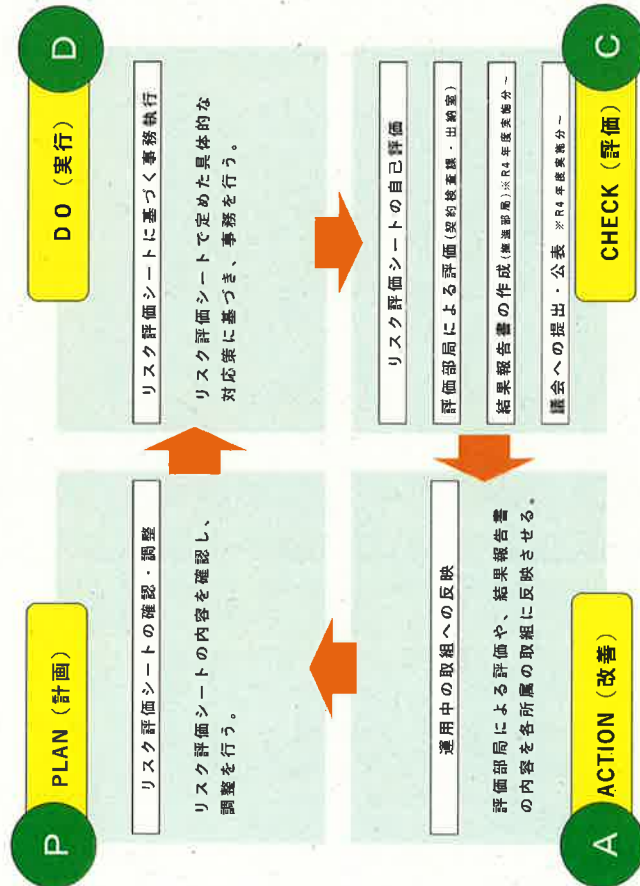 P
PLAN（計画）
リスク評価シートの確認・調整
リスク評価シートの内容を確認し、
調整を行う。
D
DO（実行）
リスク評価シートに基づく事務執行
リスク評価シートで定めた具体的な
対応策に基づき、事務を行う。
C
CHECK（評価）
リスク評価シートの自己評価
評価部局による評価（契約検査課・出納室）
結果報告書の作成（推進部局）※R4年度実施分～
議会への提出・公表 ※R4年度実施分～
A
ACTION（改善）
運用中の取組への反映
評価部局による評価や、結果報告書
の内容を各所属の取組に反映させる。